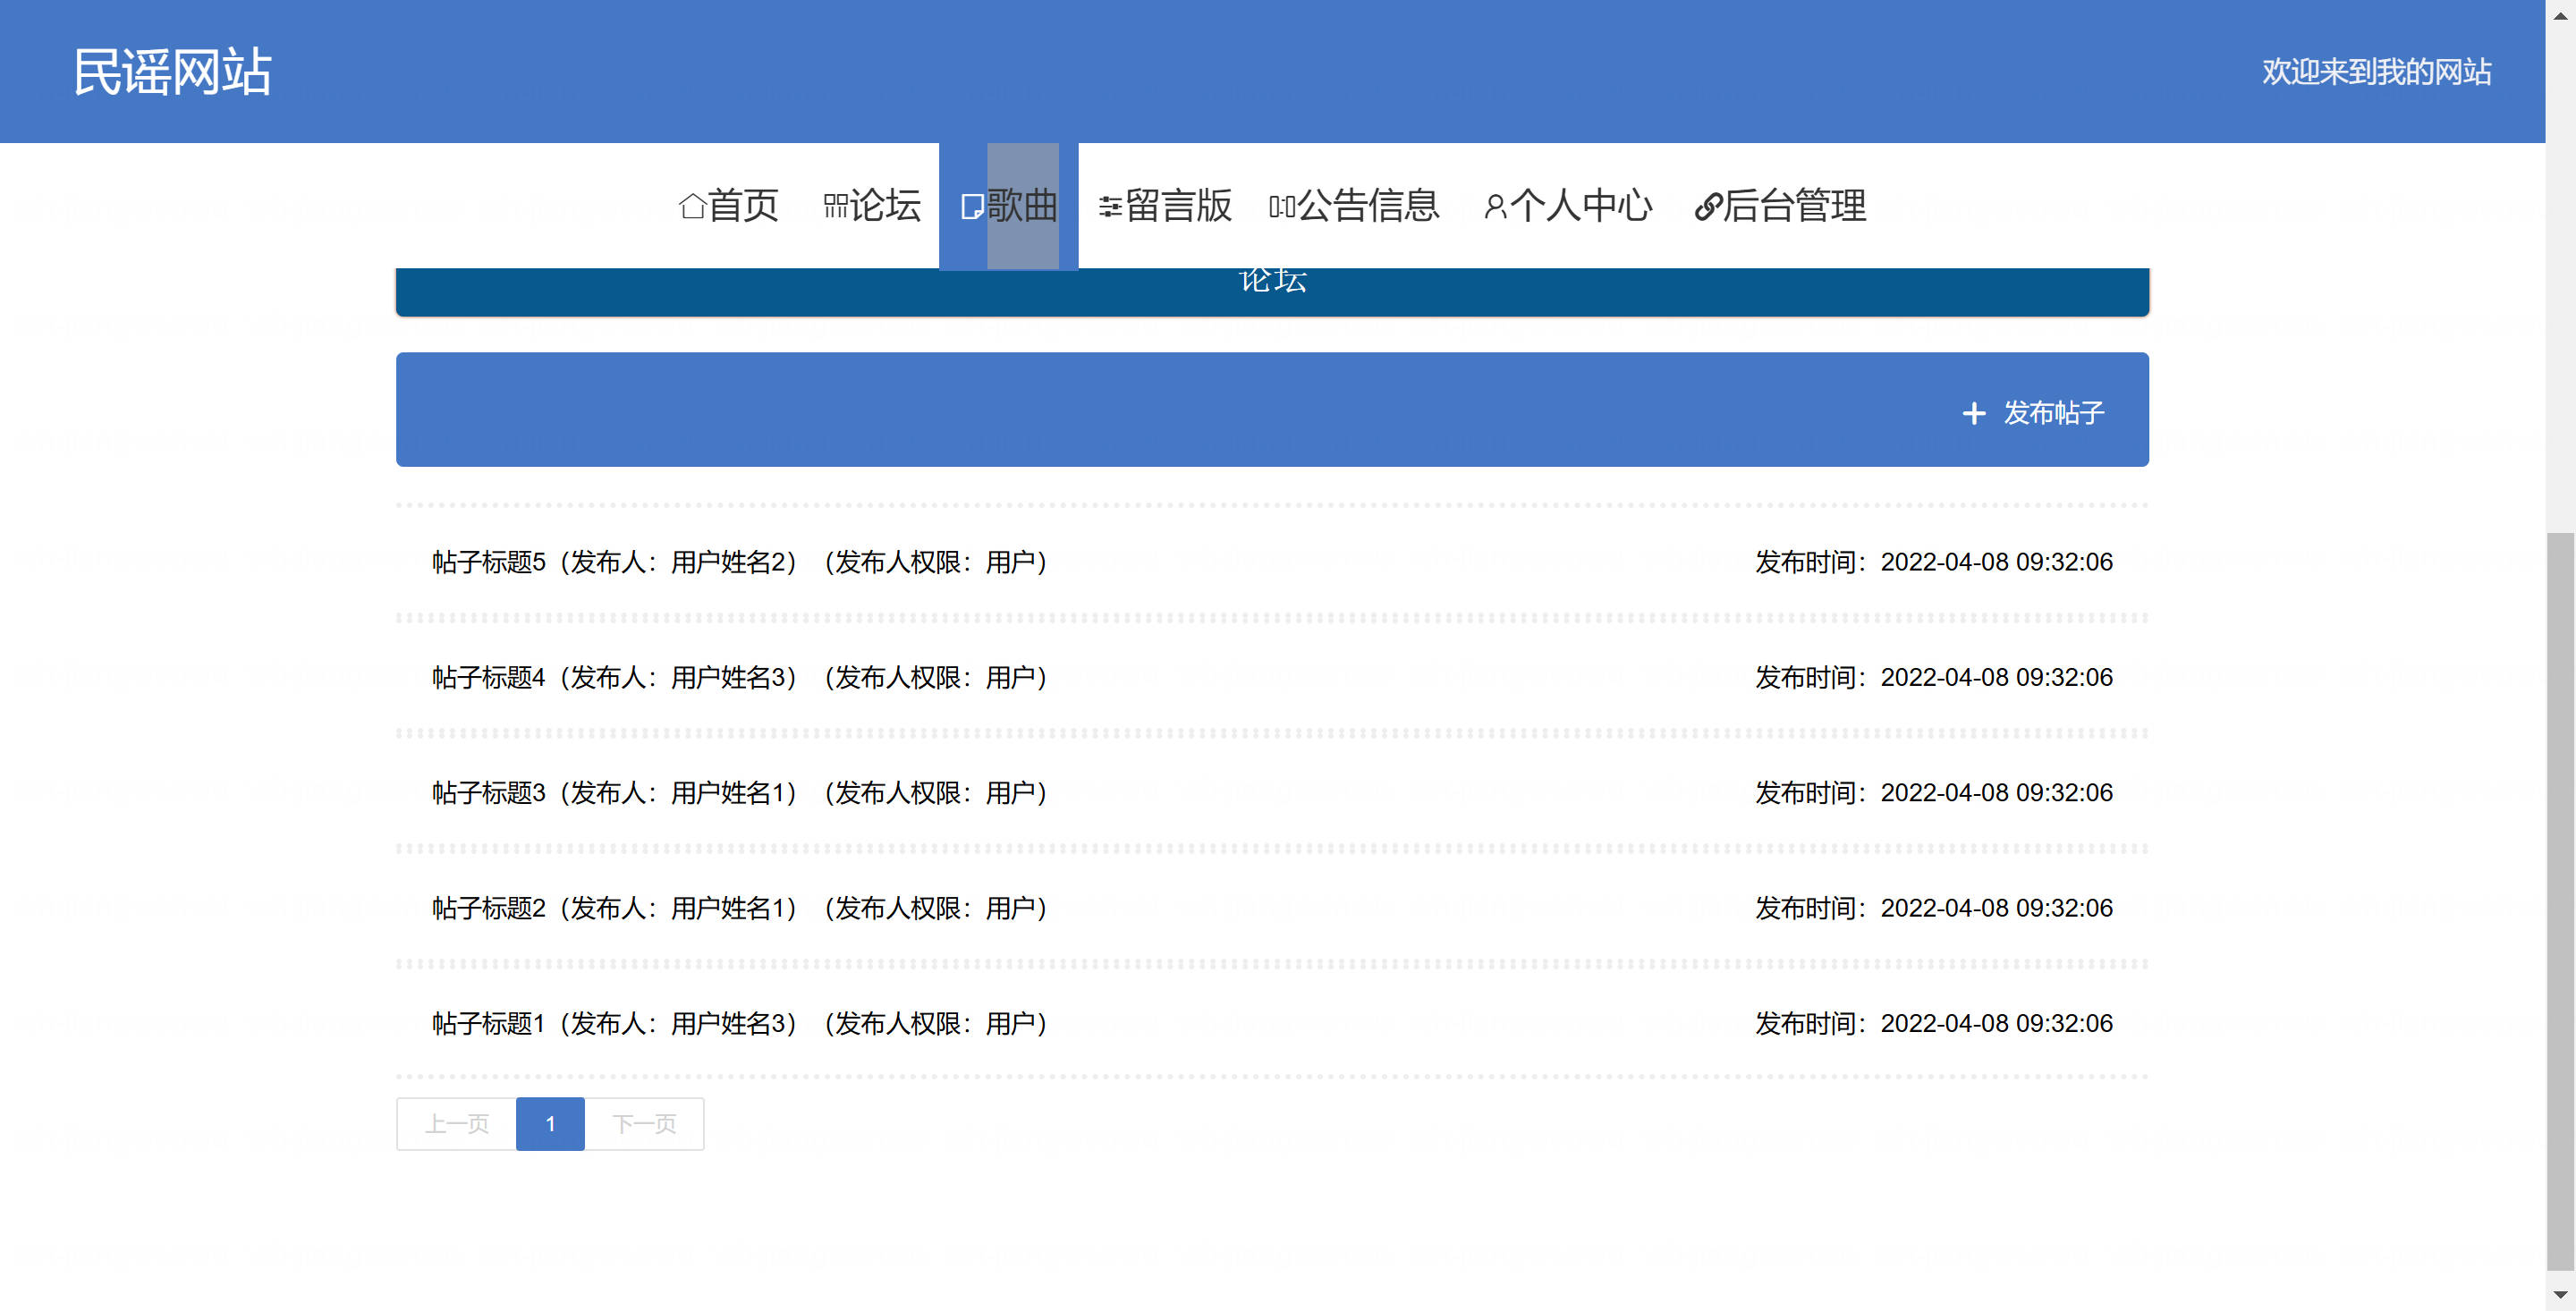 民谣网站
欢迎来到我的网站
首页 论坛 歌曲 留言版 公告信息 个人中心 后台管理
论坛
+ 发布帖子
帖子标题5（发布人：用户姓名2）（发布人权限：用户） 发布时间：2022-04-08 09:32:06
帖子标题4（发布人：用户姓名3）（发布人权限：用户） 发布时间：2022-04-08 09:32:06
帖子标题3（发布人：用户姓名1）（发布人权限：用户） 发布时间：2022-04-08 09:32:06
帖子标题2（发布人：用户姓名1）（发布人权限：用户） 发布时间：2022-04-08 09:32:06
帖子标题1（发布人：用户姓名3）（发布人权限：用户） 发布时间：2022-04-08 09:32:06
上一页 1 下一页